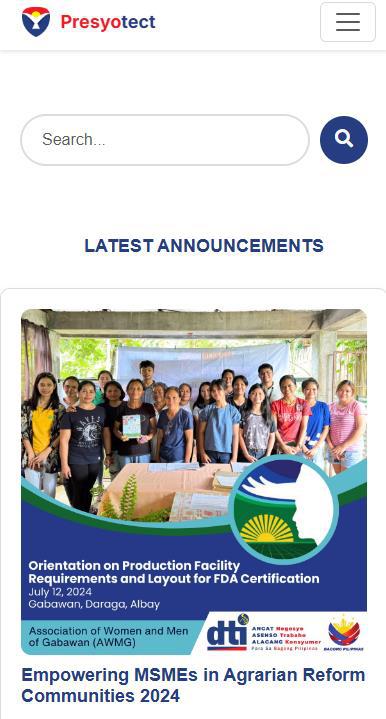 Presyotect
Search...
LATEST ANNOUNCEMENTS
Orientation on Production Facility
Requirements and Layout for FDA Certification
July 12, 2024
Gabawan, Daraga, Albay
Association of Women and Men
of Gabawan (AWMG)
dti
ANGAT Negosyo
ASENSO Trabaho
ALAGANG Konsyumer
Para Sa Bagong Pilipinas
BAGONG PILIPINAS
Empowering MSMEs in Agrarian Reform
Communities 2024